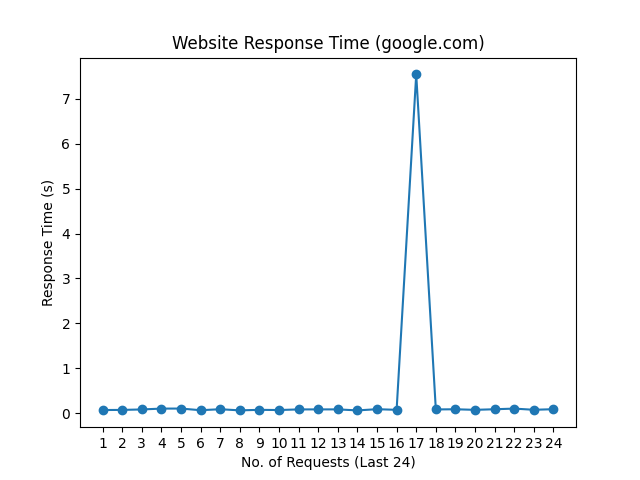 Website Response Time (google.com)
7
6
5
4
3
2
1
0
Response Time (s)
1 2 3 4 5 6 7 8 9 10 11 12 13 14 15 16 17 18 19 20 21 22 23 24
No. of Requests (Last 24)